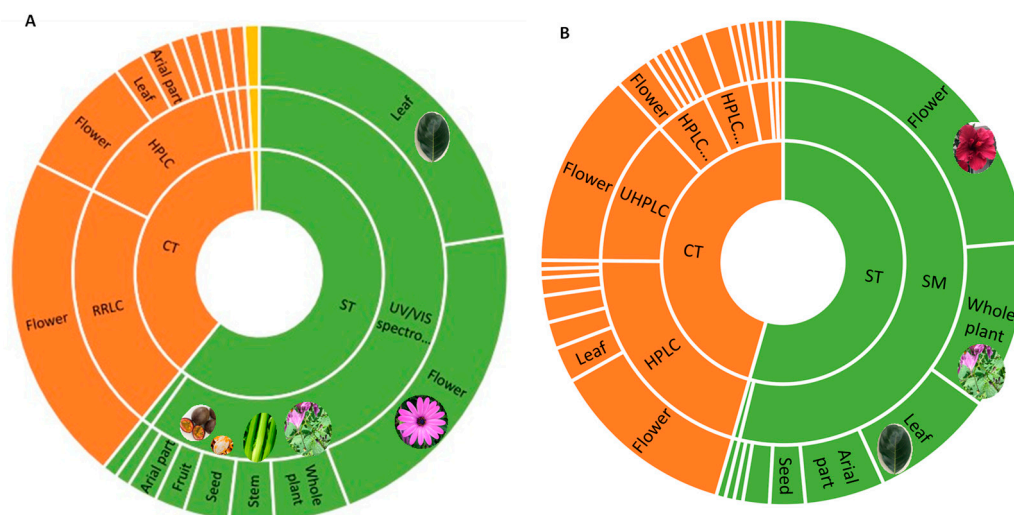 A
Leaf
Flower
Whole
plant
Stem
Seed
Fruit
Arial part
Flower
Flower
Leaf
Arial part
UV/VIS
spectro...
RRLC
HPLC
ST
CT
B
Flower
Whole
plant
Leaf
Arial
part
Seed
Flower
Leaf
Flower
Flower
SM
HPLC
UHPLC
HPLC...
HPLC...
ST
CT